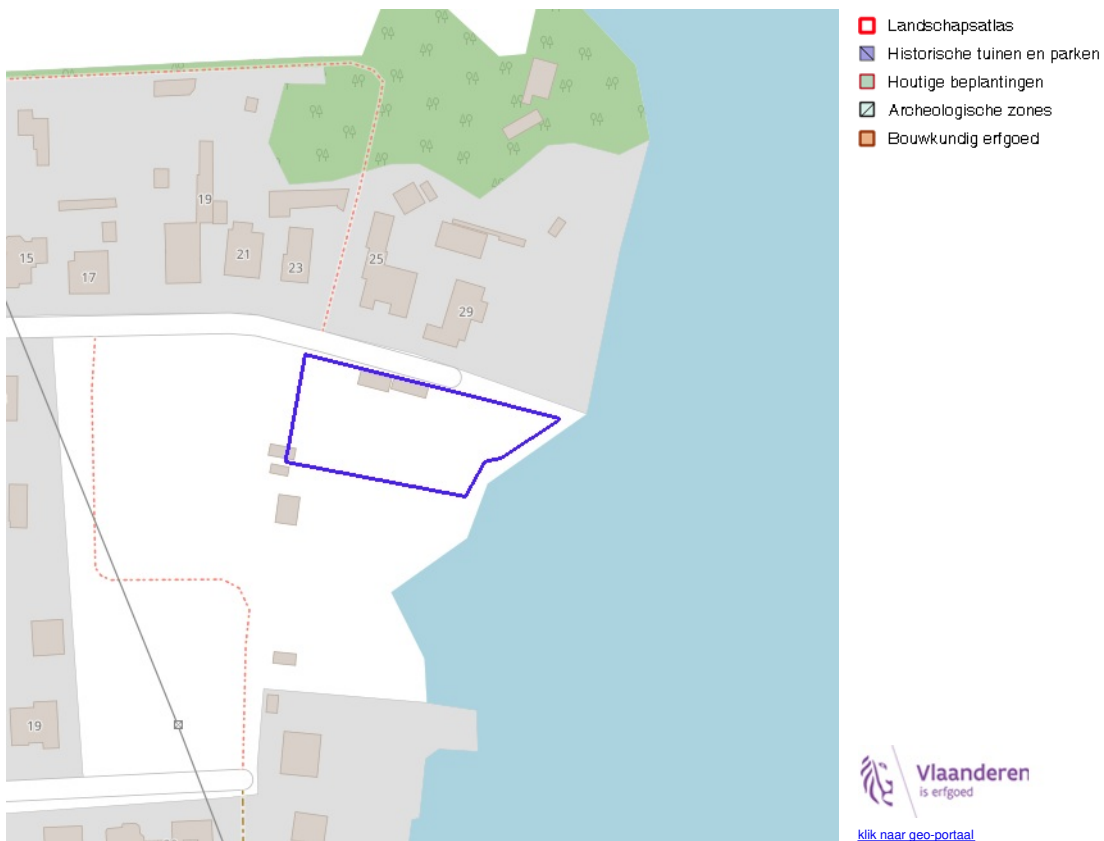 Landschapsatlas
Historische tuinen en parken
Houtige beplantingen
Archeologische zones
Bouwkundig erfgoed
19
15
17
21
23
25
29
19
Vlaanderen
is erfgoed
klik naar geo-portaal